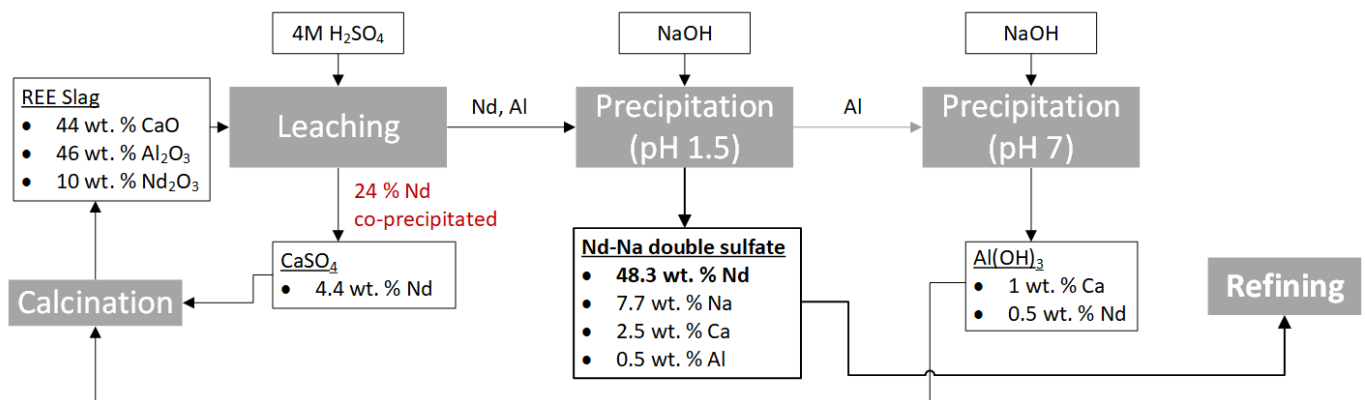 4M H₂SO₄
NaOH
NaOH
REE Slag
• 44 wt. % CaO
• 46 wt. % Al₂O₃
• 10 wt. % Nd₂O₃
Leaching
Nd, Al
Precipitation
(pH 1.5)
Al
Precipitation
(pH 7)
24 % Nd
co-precipitated
CaSO₄
• 4.4 wt. % Nd
Calcination
Nd-Na double sulfate
• 48.3 wt. % Nd
• 7.7 wt. % Na
• 2.5 wt. % Ca
• 0.5 wt. % Al
Al(OH)₃
• 1 wt. % Ca
• 0.5 wt. % Nd
Refining